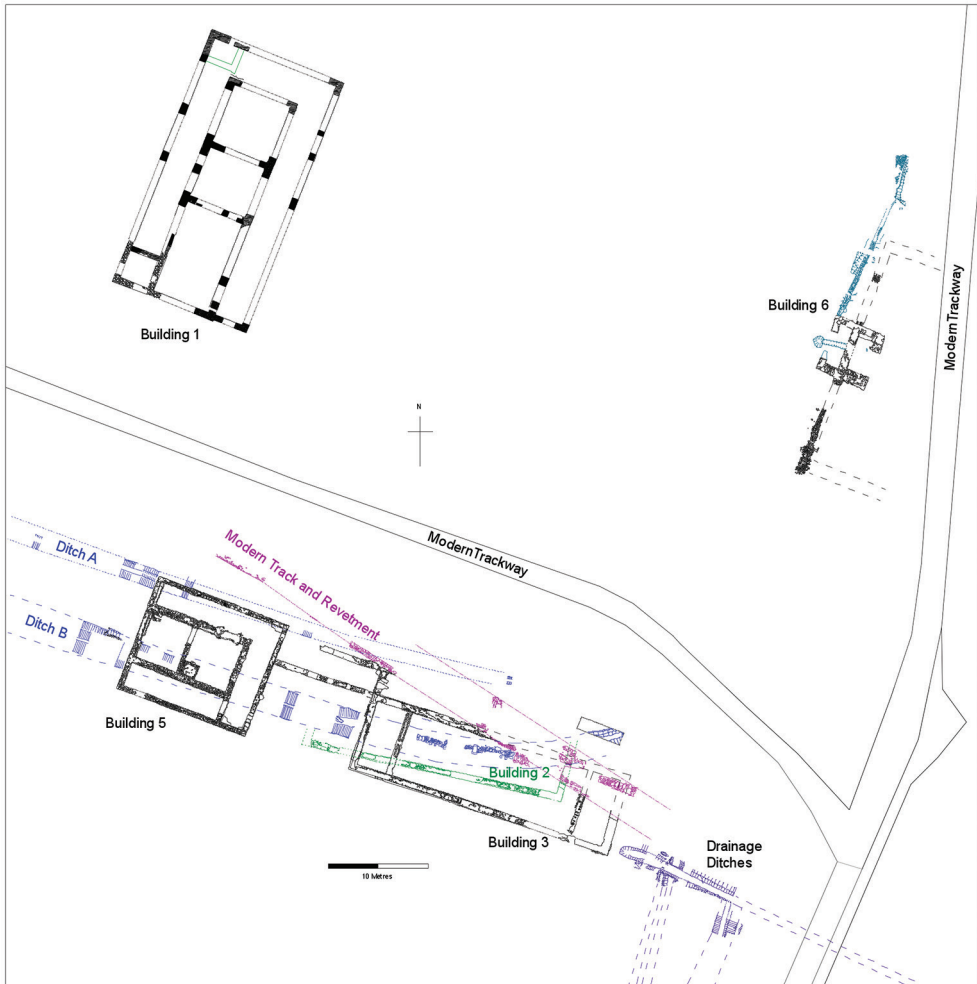 Building 1
Building 6
ModernTrackway
N
ModernTrackway
Modern Track and Revetment
Ditch A
Ditch B
Building 5
Building 2
Building 3
Drainage
Ditches
10 Metres